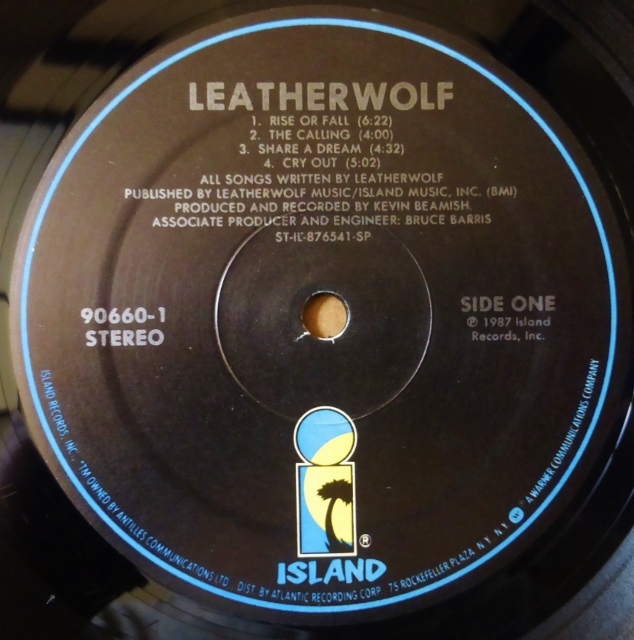 LEATHERWOLF
1. RISE OR FALL (6:22)
2. THE CALLING (4:00)
3. SHARE A DREAM (4:32)
4. CRY OUT (5:02)
ALL SONGS WRITTEN BY LEATHERWOLF
PUBLISHED BY LEATHERWOLF MUSIC/ISLAND MUSIC, INC. (BMI)
PRODUCED AND RECORDED BY KEVIN BEAMISH.
ASSOCIATE PRODUCER AND ENGINEER: BRUCE BARRIS
ST-IL-876541-SP
90660-1
STEREO
SIDE ONE
℗ 1987 Island
Records, Inc.
®
ISLAND
ISLAND RECORDS, INC. *TM OWNED BY ANTILLES COMMUNICATIONS LTD DIST BY ATLANTIC RECORDING CORP 75 ROCKEFELLER PLAZA N.Y. N.Y. A WARNER COMMUNICATIONS COMPANY